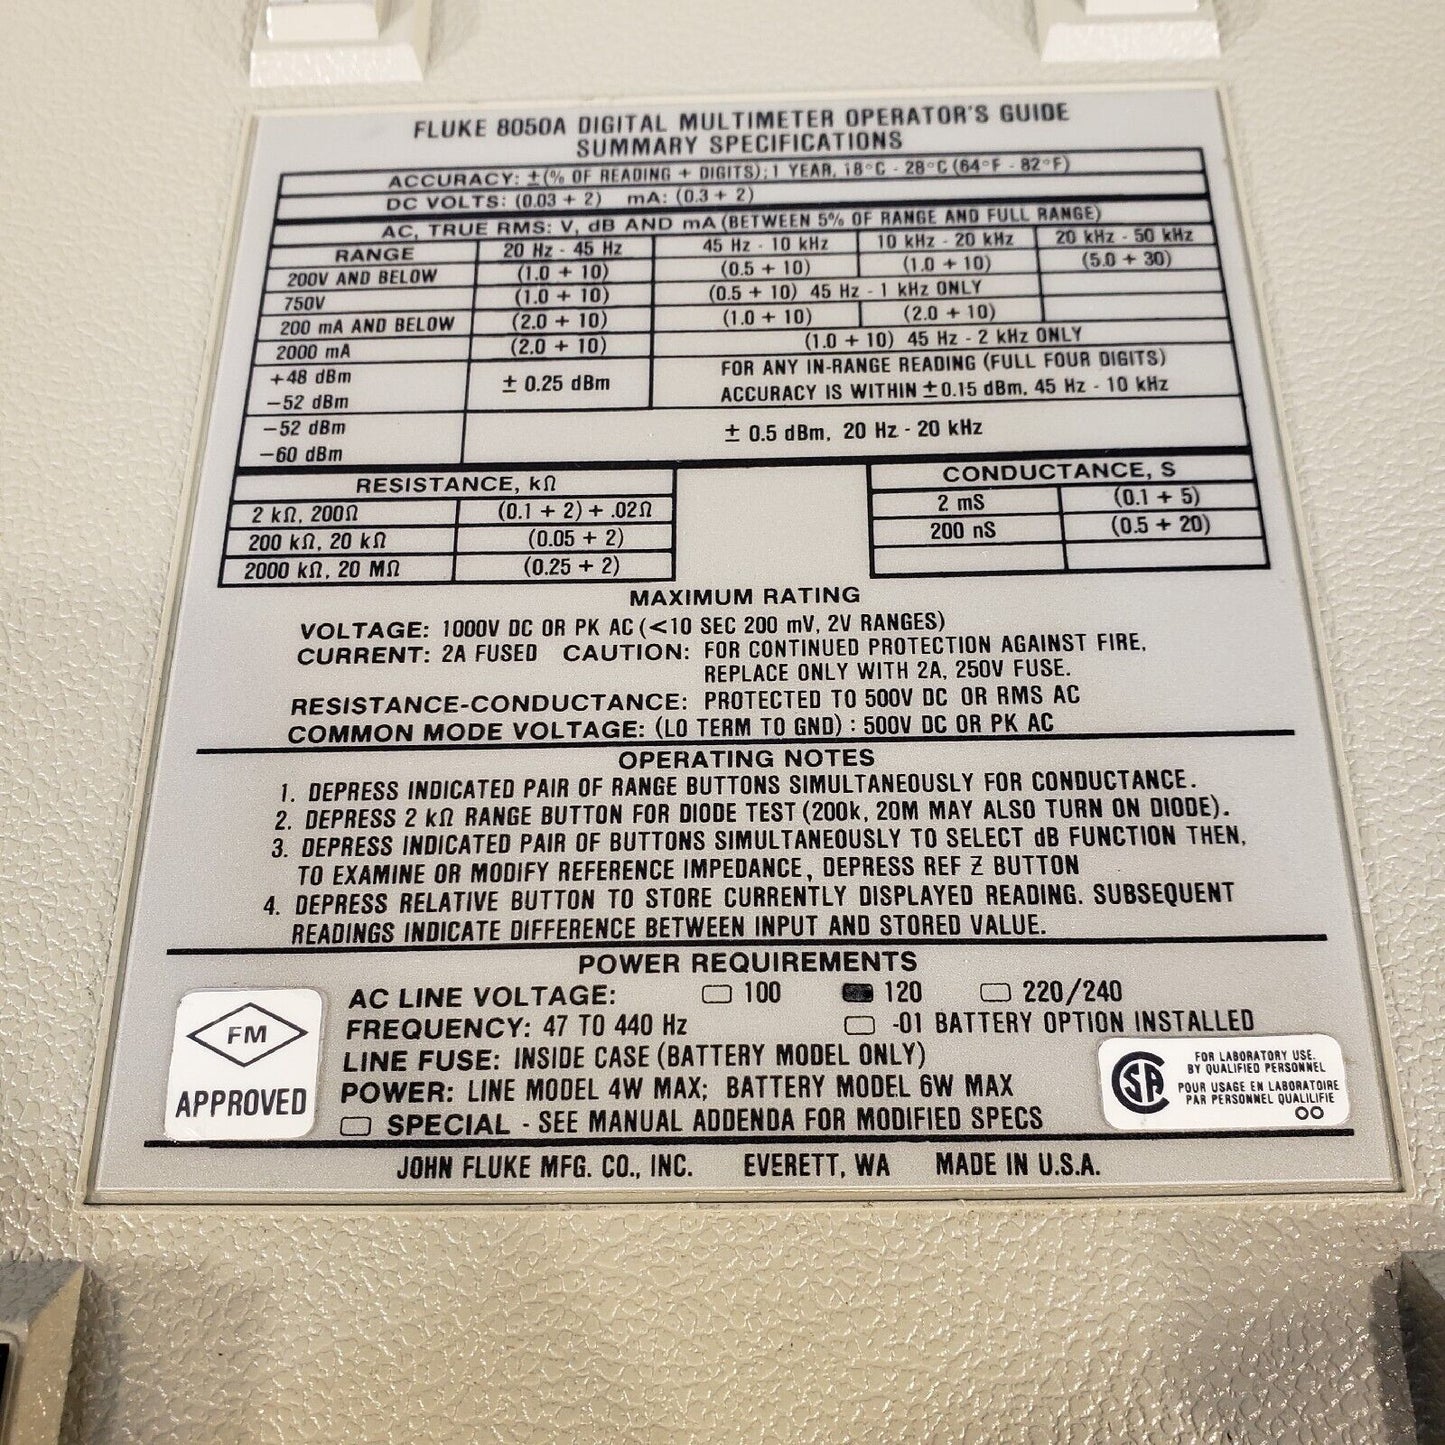 FLUKE 8050A DIGITAL MULTIMETER OPERATOR'S GUIDE
SUMMARY SPECIFICATIONS
ACCURACY: ±(% OF READING + DIGITS); 1 YEAR, 18°C - 28°C (64°F - 82°F)
DC VOLTS: (0.03 + 2) mA: (0.3 + 2)
AC, TRUE RMS: V, dB AND mA (BETWEEN 5% OF RANGE AND FULL RANGE)
RANGE 20 Hz - 45 Hz 45 Hz - 10 kHz 10 kHz - 20 kHz 20 kHz - 50 kHz
200V AND BELOW (1.0 + 10) (0.5 + 10) (1.0 + 10) (5.0 + 30)
750V (1.0 + 10) (0.5 + 10) 45 Hz - 1 kHz ONLY
200 mA AND BELOW (2.0 + 10) (1.0 + 10) (2.0 + 10)
2000 mA (2.0 + 10) (1.0 + 10) 45 Hz - 2 kHz ONLY
+48 dBm
−52 dBm
± 0.25 dBm
FOR ANY IN-RANGE READING (FULL FOUR DIGITS)
ACCURACY IS WITHIN ±0.15 dBm, 45 Hz - 10 kHz
−52 dBm
−60 dBm
± 0.5 dBm, 20 Hz - 20 kHz
RESISTANCE, kΩ
2 kΩ, 200Ω (0.1 + 2) + .02Ω
200 kΩ, 20 kΩ (0.05 + 2)
2000 kΩ, 20 MΩ (0.25 + 2)
CONDUCTANCE, S
2 mS (0.1 + 5)
200 nS (0.5 + 20)
MAXIMUM RATING
VOLTAGE: 1000V DC OR PK AC (<10 SEC 200 mV, 2V RANGES)
CURRENT: 2A FUSED CAUTION: FOR CONTINUED PROTECTION AGAINST FIRE,
REPLACE ONLY WITH 2A, 250V FUSE.
RESISTANCE-CONDUCTANCE: PROTECTED TO 500V DC OR RMS AC
COMMON MODE VOLTAGE: (LO TERM TO GND) : 500V DC OR PK AC
OPERATING NOTES
1. DEPRESS INDICATED PAIR OF RANGE BUTTONS SIMULTANEOUSLY FOR CONDUCTANCE.
2. DEPRESS 2 kΩ RANGE BUTTON FOR DIODE TEST (200k, 20M MAY ALSO TURN ON DIODE).
3. DEPRESS INDICATED PAIR OF BUTTONS SIMULTANEOUSLY TO SELECT dB FUNCTION THEN,
TO EXAMINE OR MODIFY REFERENCE IMPEDANCE, DEPRESS REF Z BUTTON
4. DEPRESS RELATIVE BUTTON TO STORE CURRENTLY DISPLAYED READING. SUBSEQUENT
READINGS INDICATE DIFFERENCE BETWEEN INPUT AND STORED VALUE.
POWER REQUIREMENTS
AC LINE VOLTAGE: 100 120 220/240
FREQUENCY: 47 TO 440 Hz -01 BATTERY OPTION INSTALLED
LINE FUSE: INSIDE CASE (BATTERY MODEL ONLY)
POWER: LINE MODEL 4W MAX; BATTERY MODEL 6W MAX
SPECIAL - SEE MANUAL ADDENDA FOR MODIFIED SPECS
FM
APPROVED
CSA
FOR LABORATORY USE.
BY QUALIFIED PERSONNEL
POUR USAGE EN LABORATOIRE
PAR PERSONNEL QUALILIFIE
JOHN FLUKE MFG. CO., INC. EVERETT, WA MADE IN U.S.A.